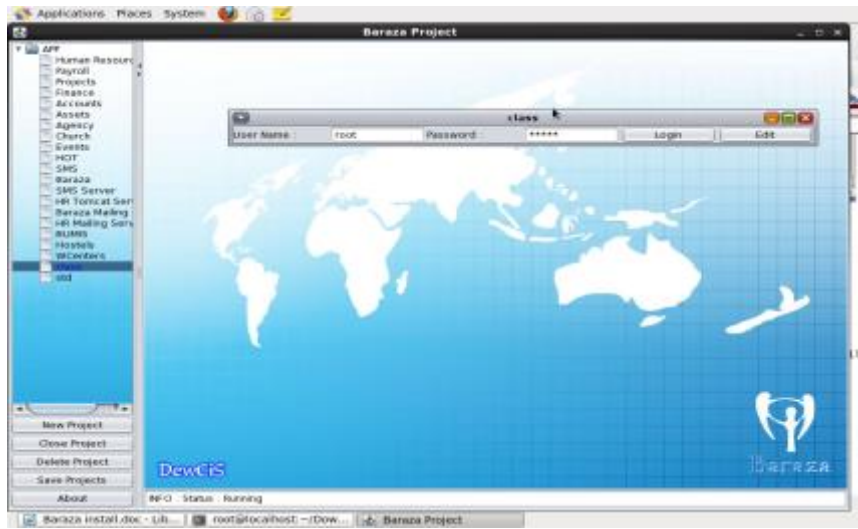 Applications Places System
Baraza Project
APP
Human Resourc
Payroll
Projects
Finance
Accounts
Assets
Agency
Church
Events
HOT
SMS
Baraza
SMS Server
HR Tomcat Serv
Baraza Mailing
HR Mailing Serv
BUMIS
Hostels
WCenters
class
std
class
User Name : root Password : ***** Login Edit
New Project
Close Project
Delete Project
Save Projects
About
DewCiS
Baraza
INFO : Status : Running
Baraza install.doc - Lib... root@localhost:~/Dow... Baraza Project